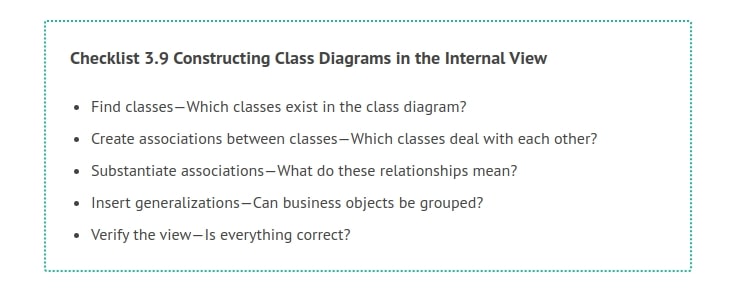 Checklist 3.9 Constructing Class Diagrams in the Internal View
• Find classes—Which classes exist in the class diagram?
• Create associations between classes—Which classes deal with each other?
• Substantiate associations—What do these relationships mean?
• Insert generalizations—Can business objects be grouped?
• Verify the view—Is everything correct?